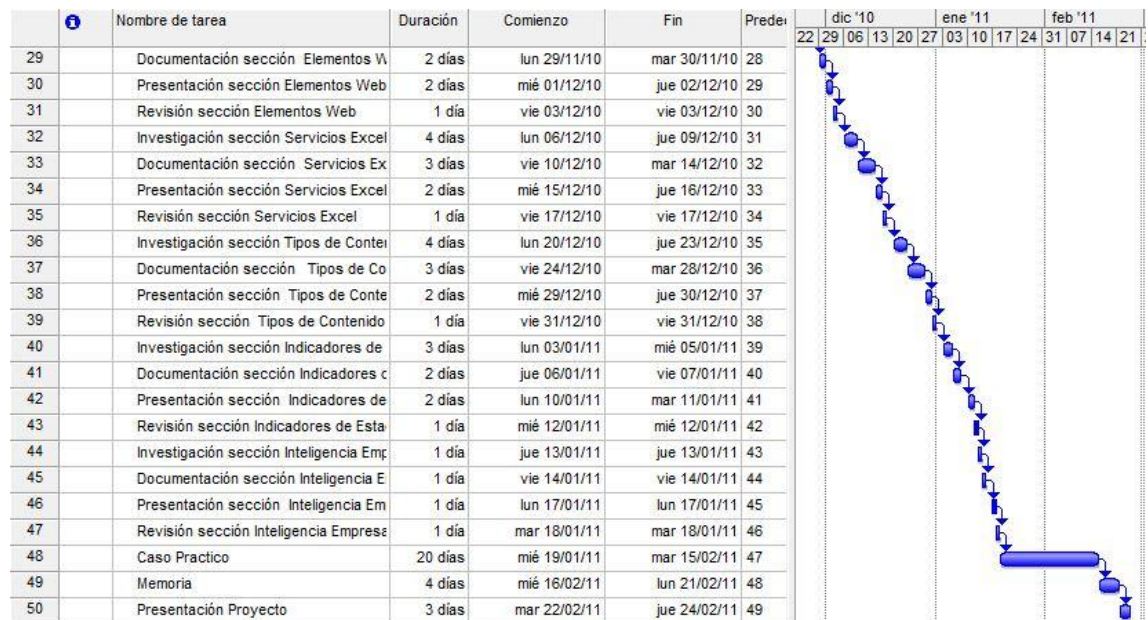 Nombre de tarea Duración Comienzo Fin Predec dic '10 ene '11 feb '11
22 29 06 13 20 27 03 10 17 24 31 07 14 21
29 Documentación sección Elementos W 2 días lun 29/11/10 mar 30/11/10 28
30 Presentación sección Elementos Web 2 días mié 01/12/10 jue 02/12/10 29
31 Revisión sección Elementos Web 1 día vie 03/12/10 vie 03/12/10 30
32 Investigación sección Servicios Excel 4 días lun 06/12/10 jue 09/12/10 31
33 Documentación sección Servicios Ex 3 días vie 10/12/10 mar 14/12/10 32
34 Presentación sección Servicios Excel 2 días mié 15/12/10 jue 16/12/10 33
35 Revisión sección Servicios Excel 1 día vie 17/12/10 vie 17/12/10 34
36 Investigación sección Tipos de Conter 4 días lun 20/12/10 jue 23/12/10 35
37 Documentación sección Tipos de Co 3 días vie 24/12/10 mar 28/12/10 36
38 Presentación sección Tipos de Conte 2 días mié 29/12/10 jue 30/12/10 37
39 Revisión sección Tipos de Contenido 1 día vie 31/12/10 vie 31/12/10 38
40 Investigación sección Indicadores de 3 días lun 03/01/11 mié 05/01/11 39
41 Documentación sección Indicadores d 2 días jue 06/01/11 vie 07/01/11 40
42 Presentación sección Indicadores de 2 días lun 10/01/11 mar 11/01/11 41
43 Revisión sección Indicadores de Esta 1 día mié 12/01/11 mié 12/01/11 42
44 Investigación sección Inteligencia Emp 1 día jue 13/01/11 jue 13/01/11 43
45 Documentación sección Inteligencia E 1 día vie 14/01/11 vie 14/01/11 44
46 Presentación sección Inteligencia Em 1 día lun 17/01/11 lun 17/01/11 45
47 Revisión sección Inteligencia Empresa 1 día mar 18/01/11 mar 18/01/11 46
48 Caso Practico 20 días mié 19/01/11 mar 15/02/11 47
49 Memoria 4 días mié 16/02/11 lun 21/02/11 48
50 Presentación Proyecto 3 días mar 22/02/11 jue 24/02/11 49